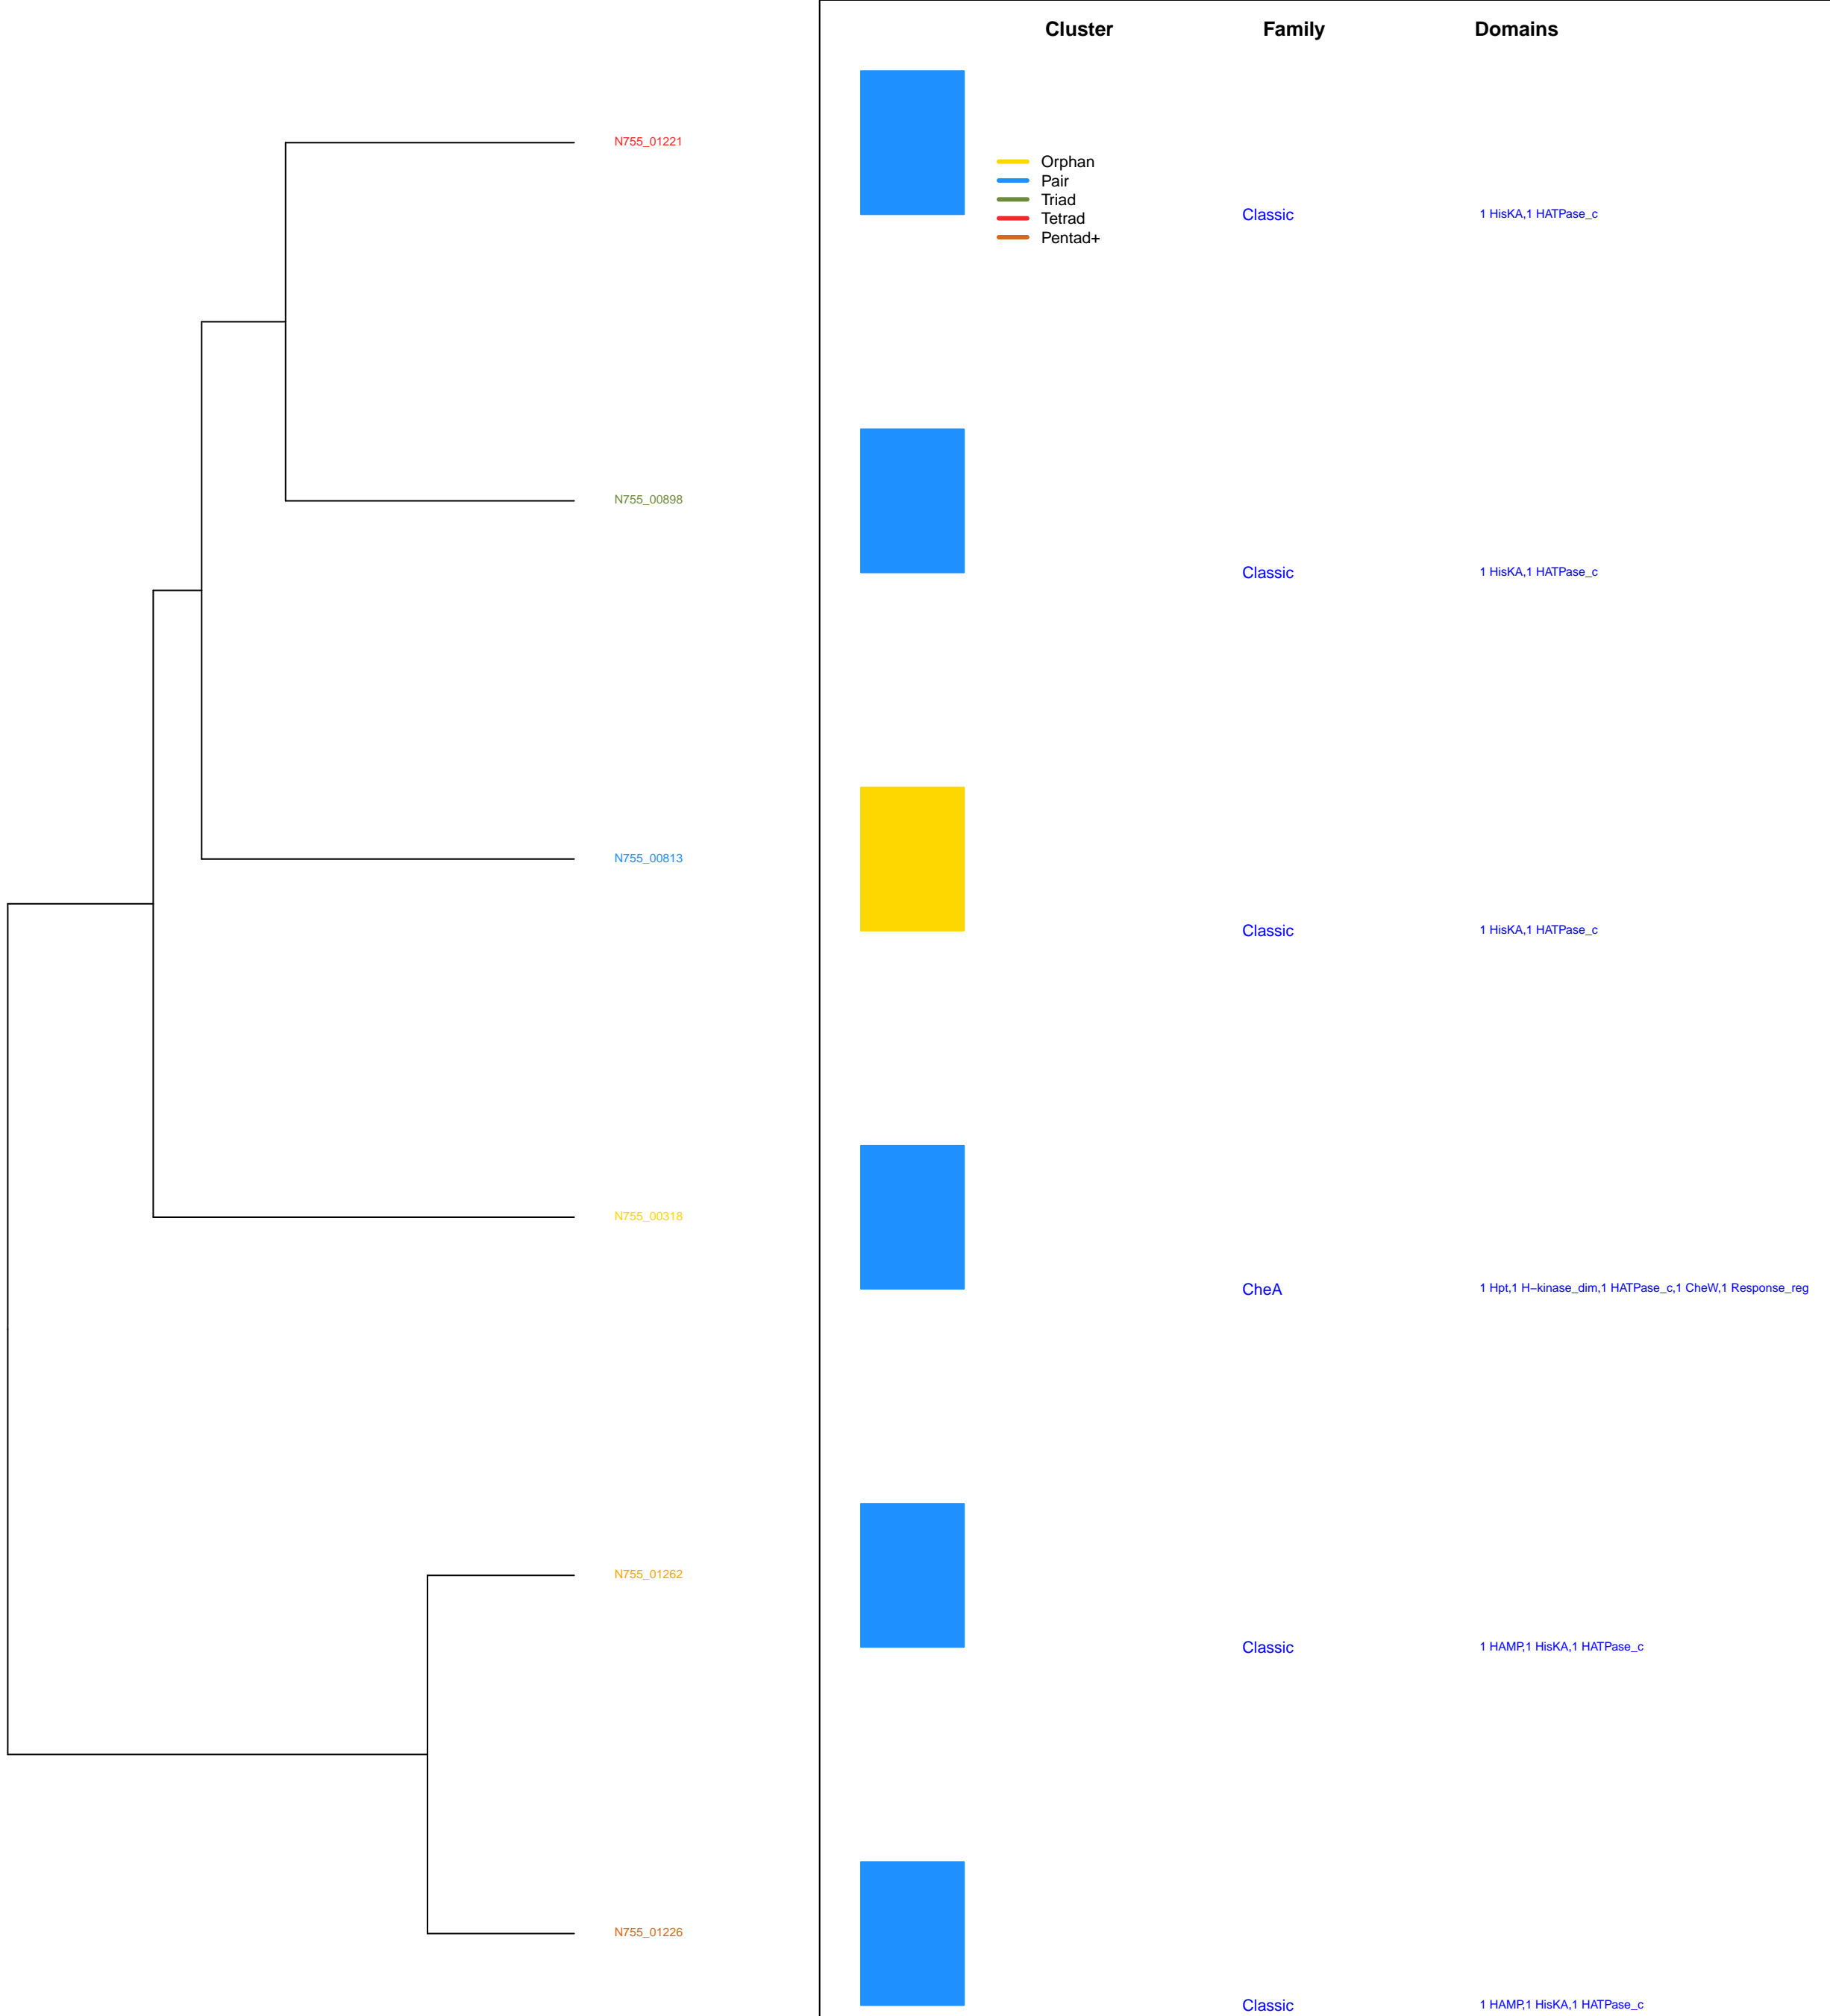 Cluster Family Domains
N755_01221
Orphan
Pair
Triad
Tetrad
Pentad+
Classic 1 HisKA,1 HATPase_c
N755_00898
Classic 1 HisKA,1 HATPase_c
N755_00813
Classic 1 HisKA,1 HATPase_c
N755_00318
CheA 1 Hpt,1 H−kinase_dim,1 HATPase_c,1 CheW,1 Response_reg
N755_01262
Classic 1 HAMP,1 HisKA,1 HATPase_c
N755_01226
Classic 1 HAMP,1 HisKA,1 HATPase_c